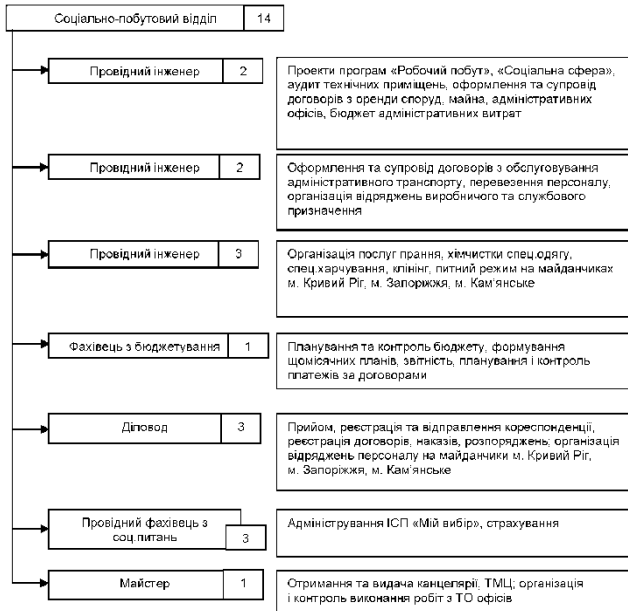 Соціально-побутовий відділ 14
Провідний інженер 2
Проекти програм «Робочий побут», «Соціальна сфера»,
аудит технічних приміщень, оформлення та супровід
договорів з оренди споруд, майна, адміністративних
офісів, бюджет адміністративних витрат
Провідний інженер 2
Оформлення та супровід договорів з обслуговування
адміністративного транспорту, перевезення персоналу,
організація відряджень виробничого та службового
призначення
Провідний інженер 3
Організація послуг прання, хімчистки спец.одягу,
спец.харчування, клінінг, питний режим на майданчиках
м. Кривий Ріг, м. Запоріжжя, м. Кам'янське
Фахівець з бюджетування 1
Планування та контроль бюджету, формування
щомісячних планів, звітність, планування і контроль
платежів за договорами
Діловод 3
Прийом, реєстрація та відправлення кореспонденції,
реєстрація договорів, наказів, розпоряджень; організація
відряджень персоналу на майданчики м. Кривий Ріг,
м. Запоріжжя, м. Кам'янське
Провідний фахівець з
соц.питань 3
Адміністрування ІСП «Мій вибір», страхування
Майстер 1
Отримання та видача канцелярії, ТМЦ; організація
і контроль виконання робіт з ТО офісів